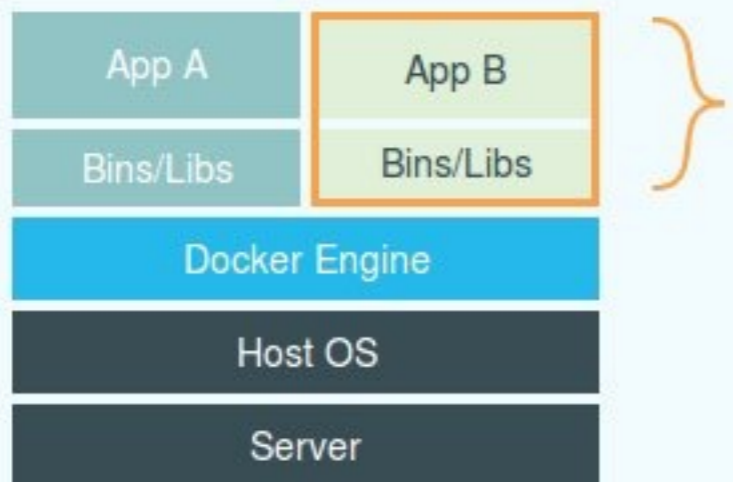 App A
App B
Bins/Libs
Bins/Libs
Docker Engine
Host OS
Server